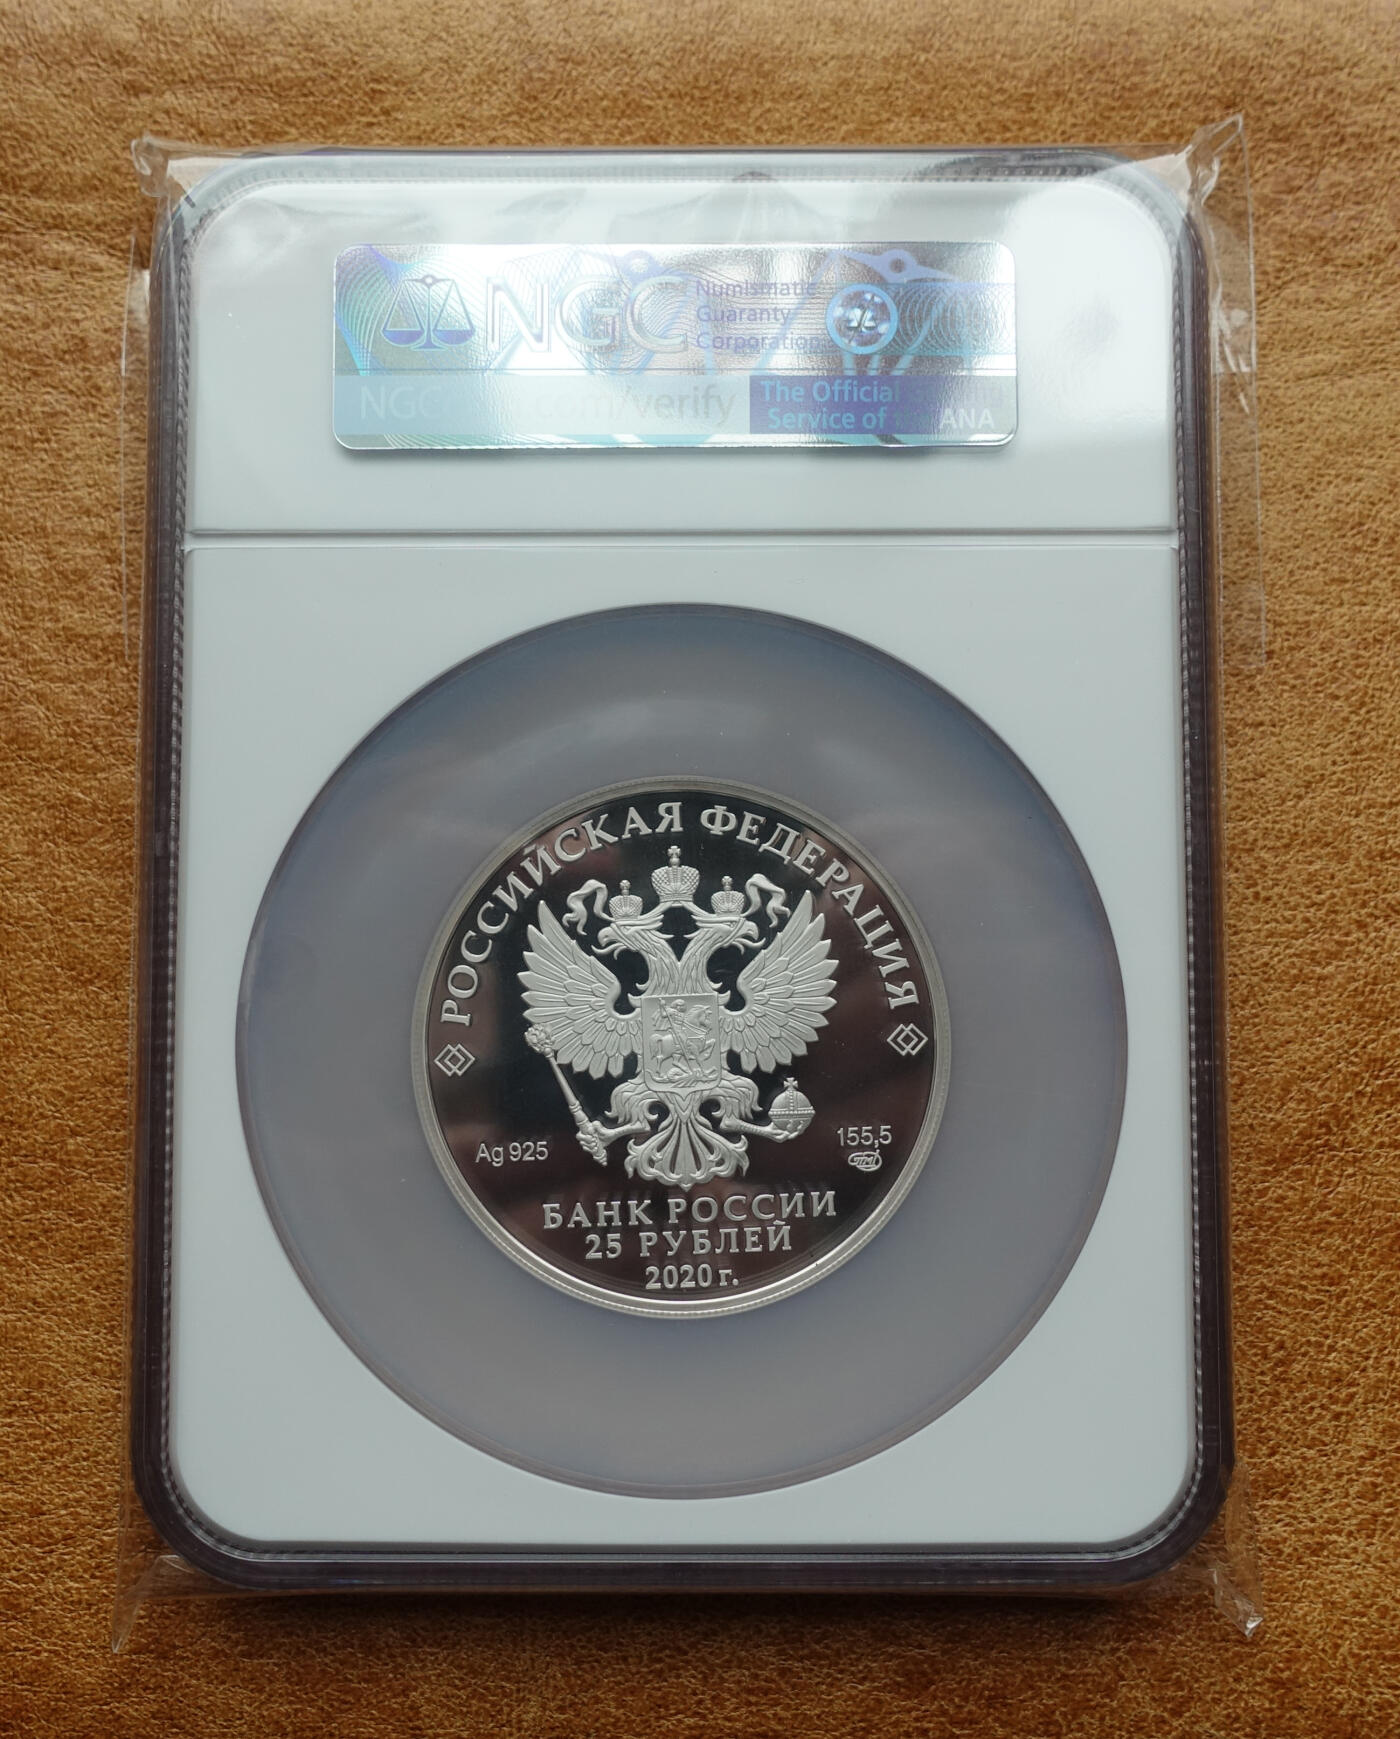 NGC
Numismatic
Guaranty
Corporation
.com/verify
The Official
Service of ANA
РОССИЙСКАЯ ФЕДЕРАЦИЯ
Ag 925
155,5
БАНК РОССИИ
25 РУБЛЕЙ
2020 г.